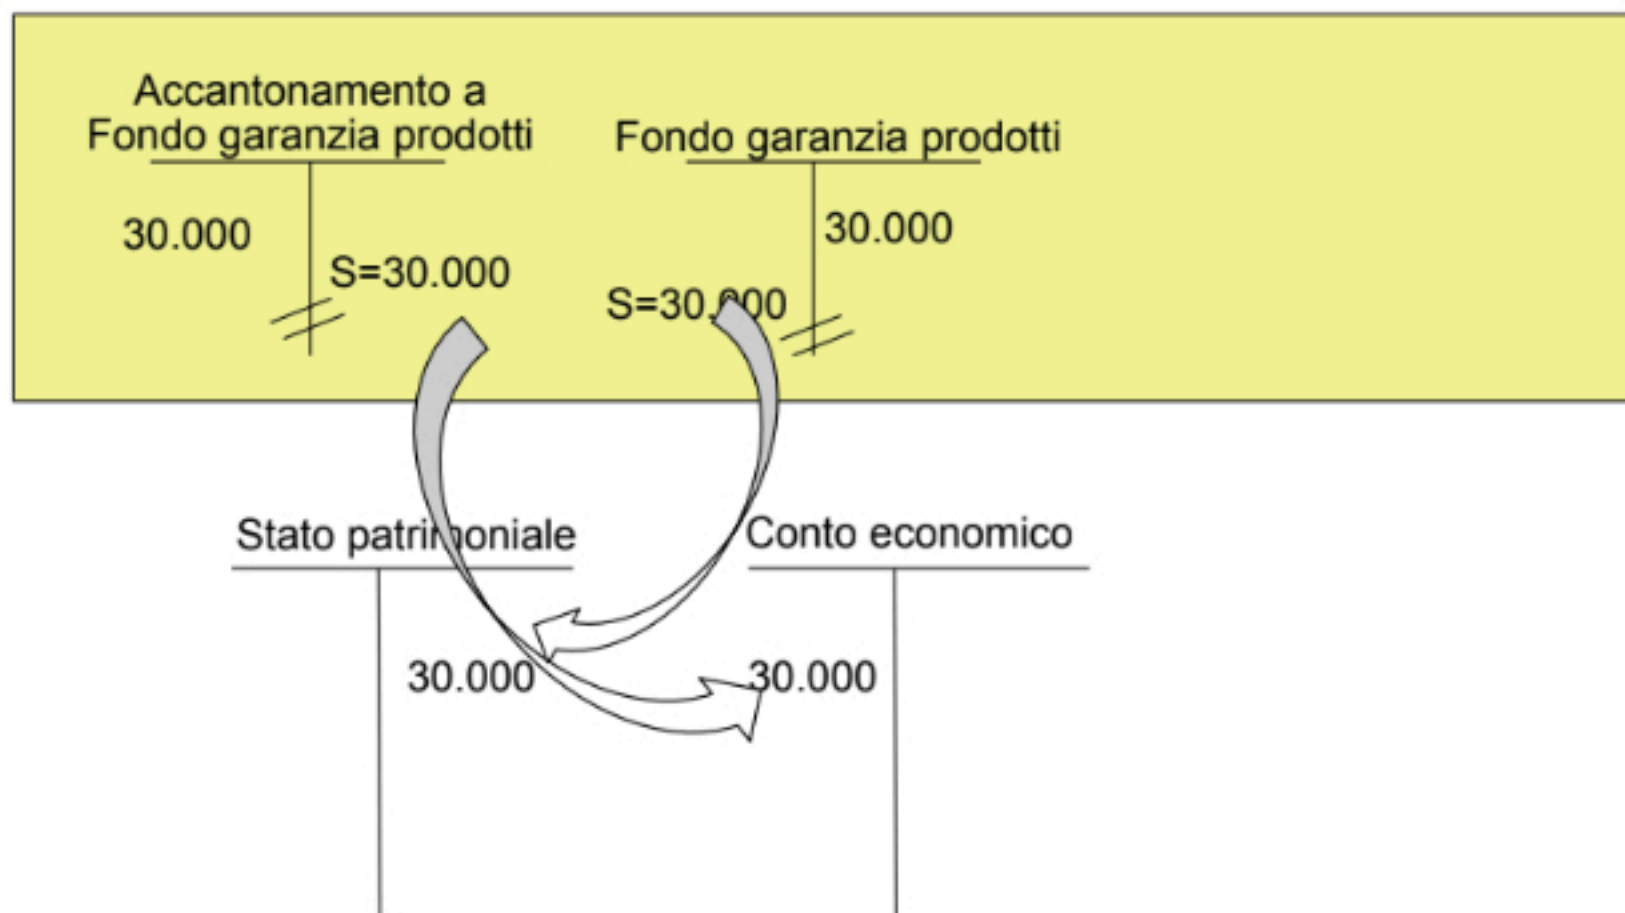 Accantonamento a
Fondo garanzia prodotti
Fondo garanzia prodotti
30.000
30.000
S=30.000
S=30.000
Stato patrimoniale
Conto economico
30.000
30.000